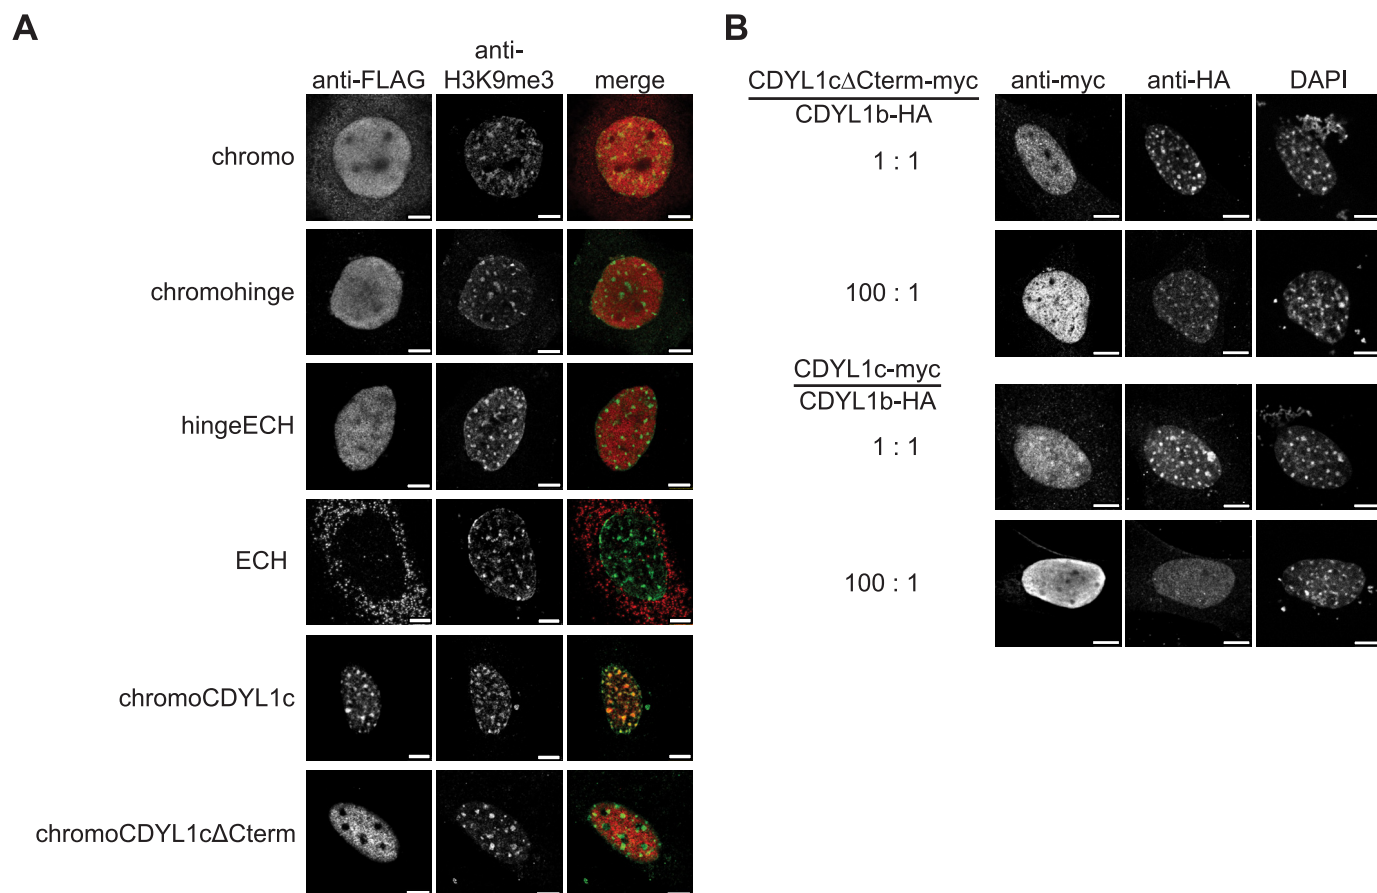 A
anti-FLAG
anti-
H3K9me3
merge
chromo
chromohinge
hingeECH
ECH
chromoCDYL1c
chromoCDYL1cΔCterm
B
CDYL1cΔCterm-myc
CDYL1b-HA
anti-myc
anti-HA
DAPI
1 : 1
100 : 1
CDYL1c-myc
CDYL1b-HA
1 : 1
100 : 1